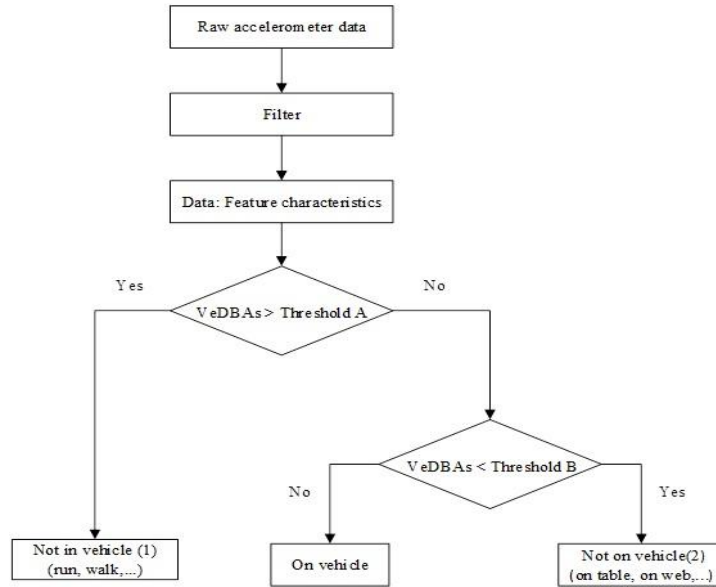 Raw accelerometer data
Filter
Data: Feature characteristics
Yes
No
VeDBAs > Threshold A
VeDBAs < Threshold B
No
Yes
Not in vehicle (1)
(run, walk,...)
On vehicle
Not on vehicle(2)
(on table, on web,...)